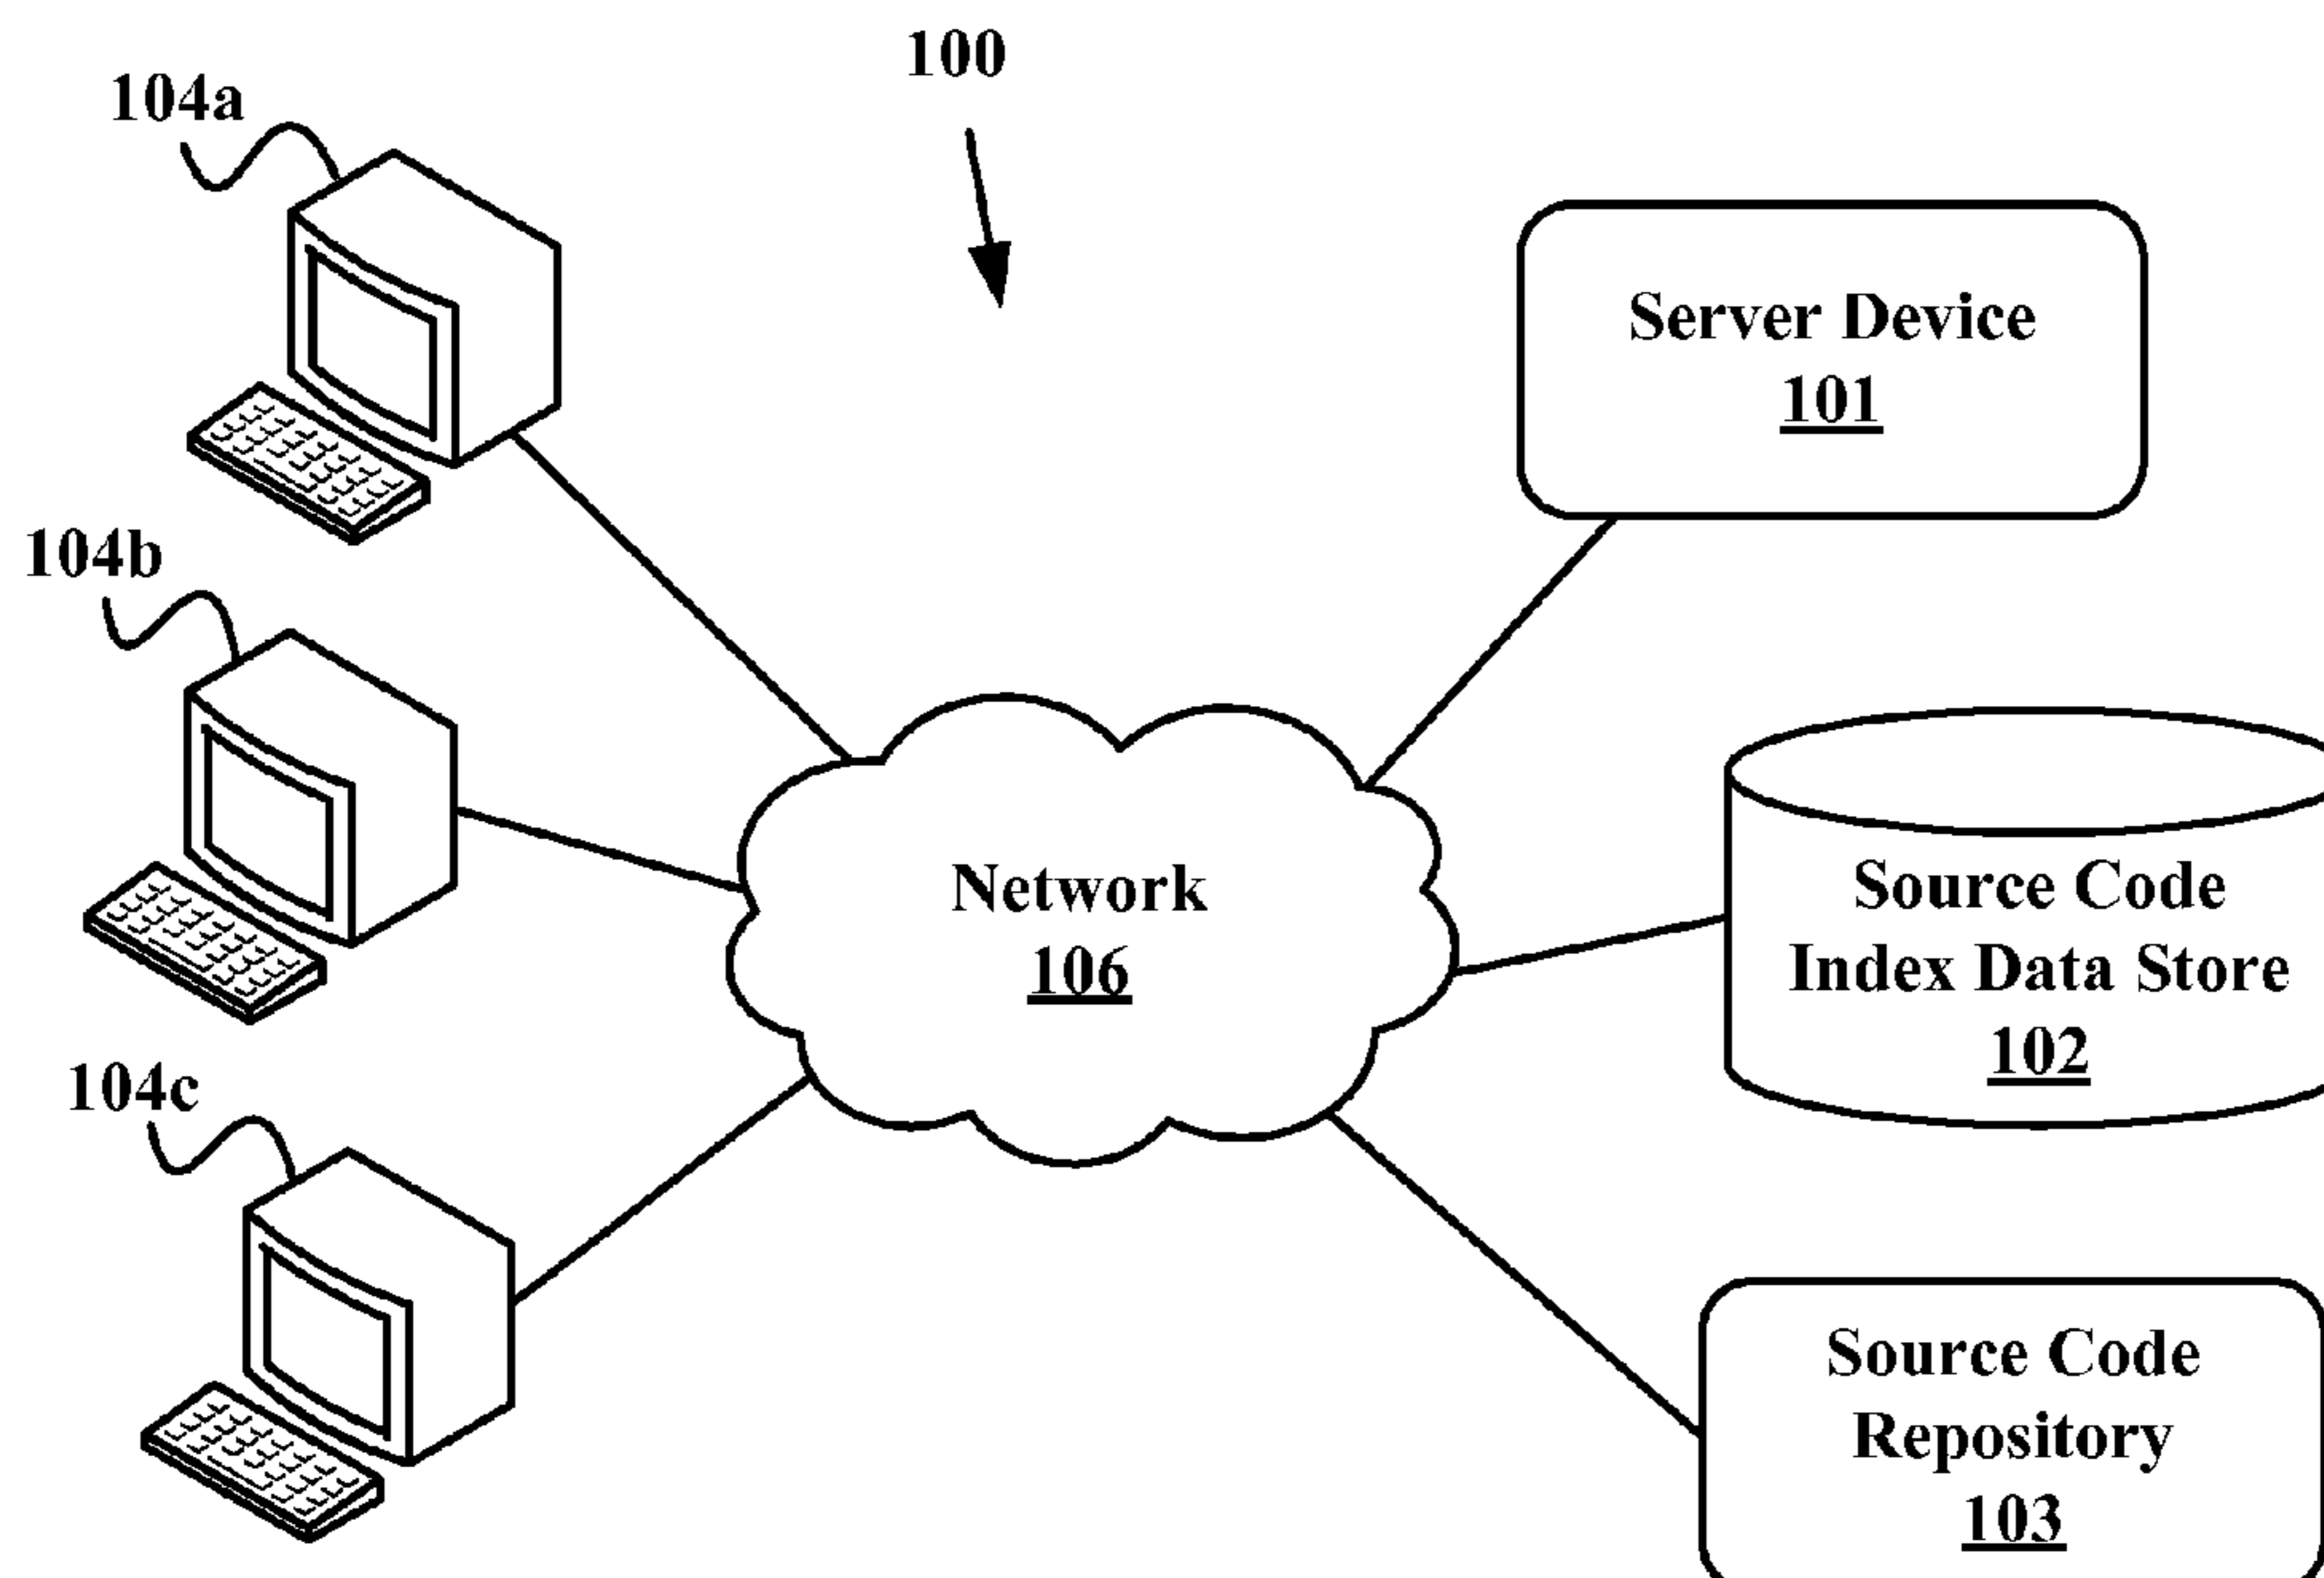 100
104a
Server Device
101
104b
Network
106
Source Code
Index Data Store
102
104c
Source Code
Repository
103